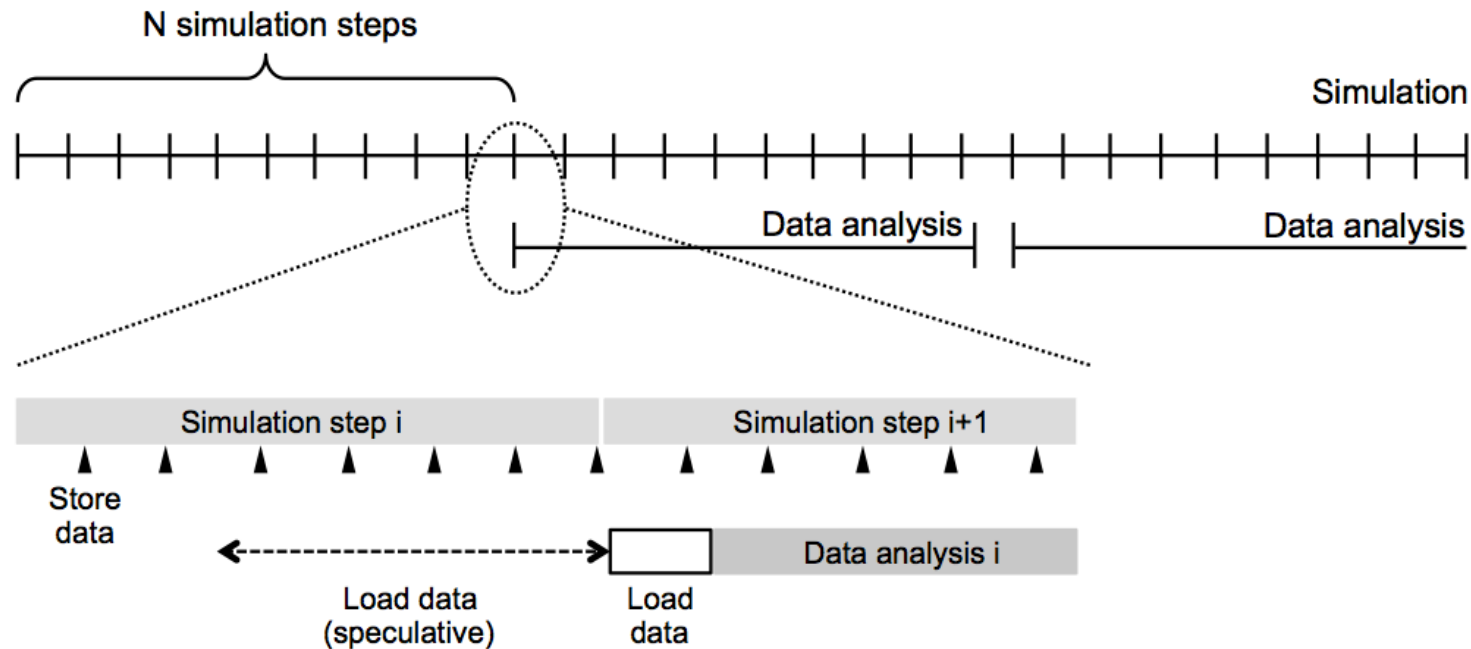 N simulation steps
Simulation
Data analysis
Data analysis
Simulation step i
Simulation step i+1
Store
data
Data analysis i
Load data
(speculative)
Load
data